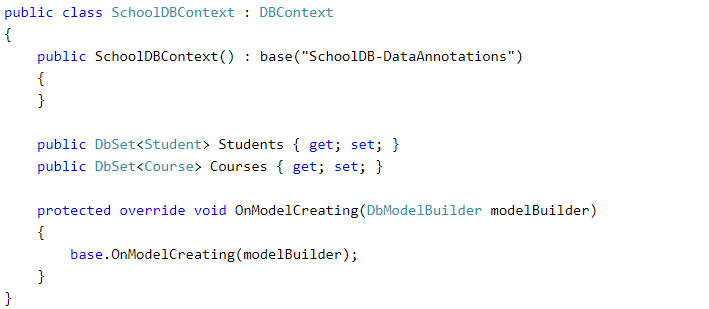 public class SchoolDBContext : DBContext
{
    public SchoolDBContext() : base("SchoolDB-DataAnnotations")
    {
    }

    public DbSet<Student> Students { get; set; }
    public DbSet<Course> Courses { get; set; }

    protected override void OnModelCreating(DbModelBuilder modelBuilder)
    {
        base.OnModelCreating(modelBuilder);
    }
}